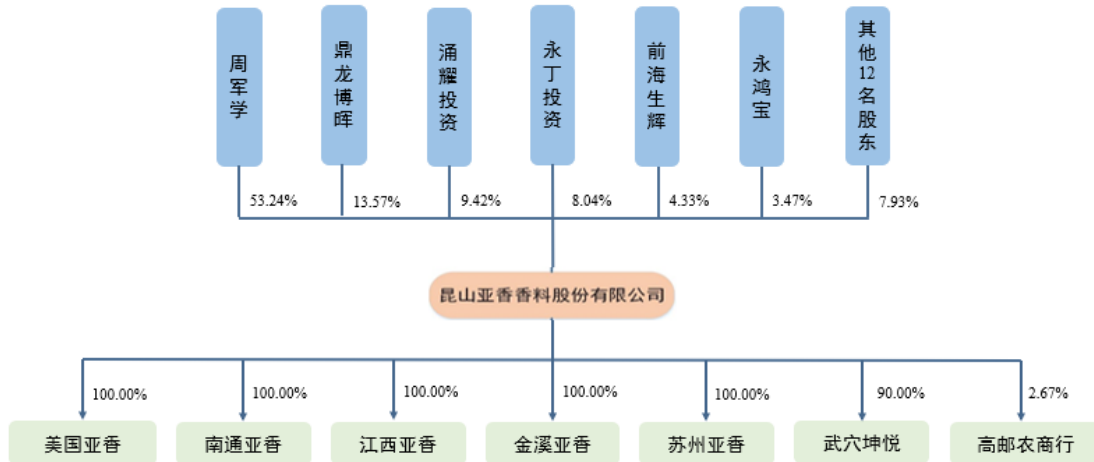 周军学
鼎龙博晖
涌耀投资
永丁投资
前海生辉
永鸿宝
其他12名股东
53.24%
13.57%
9.42%
8.04%
4.33%
3.47%
7.93%
昆山亚香香料股份有限公司
100.00%
100.00%
100.00%
100.00%
100.00%
90.00%
2.67%
美国亚香
南通亚香
江西亚香
金溪亚香
苏州亚香
武穴坤悦
高邮农商行